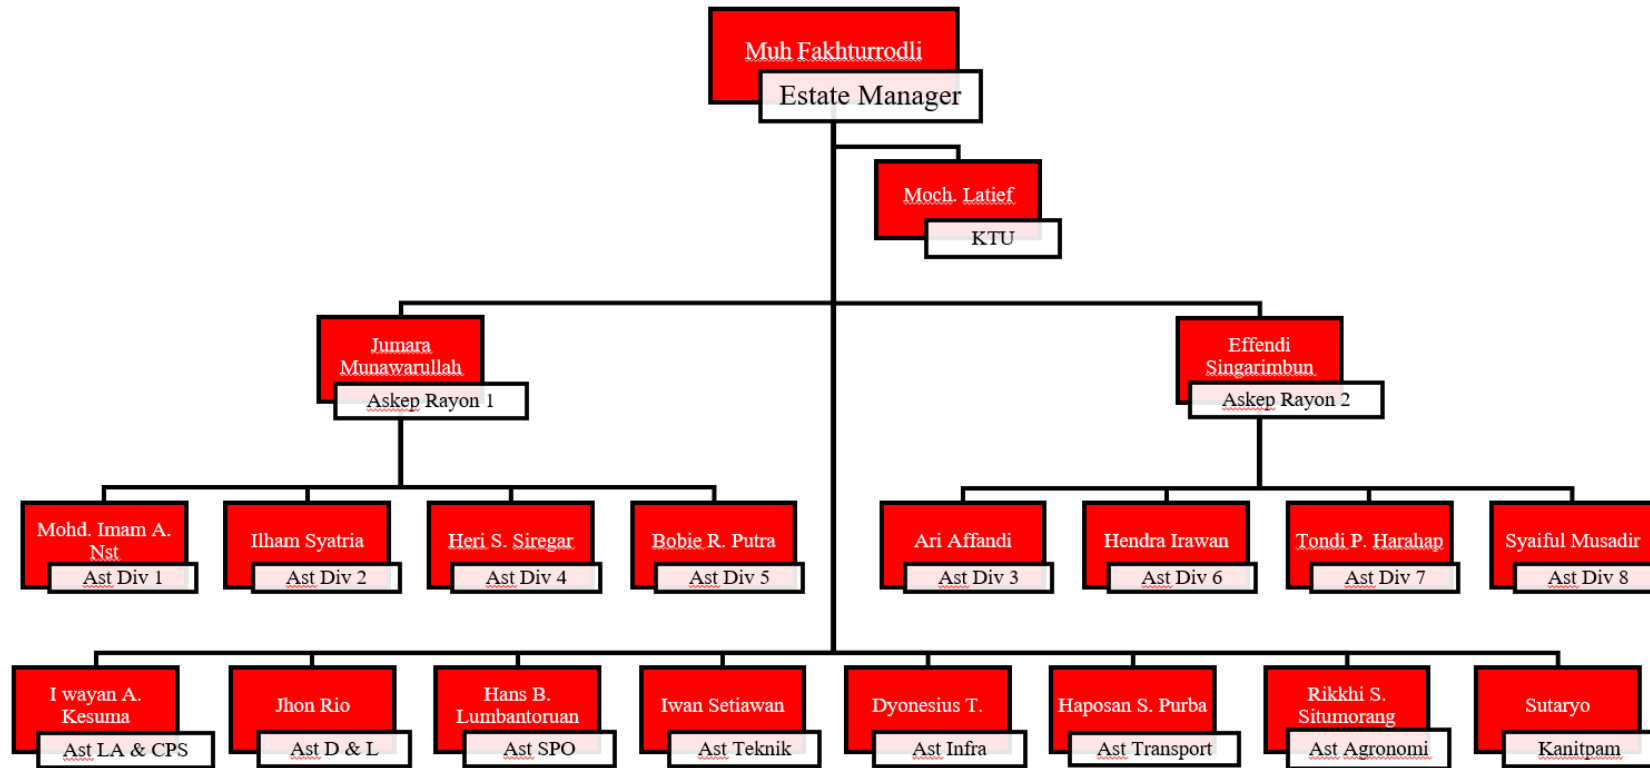 Muh Fakhturrodli
Estate Manager
Moch. Latief
KTU
Jumara
Munawarullah
Askep Rayon 1
Effendi
Singarimbun
Askep Rayon 2
Mohd. Imam A.
Nst
Ast Div 1
Ilham Syatria
Ast Div 2
Heri S. Siregar
Ast Div 4
Bobie R. Putra
Ast Div 5
Ari Affandi
Ast Div 3
Hendra Irawan
Ast Div 6
Tondi P. Harahap
Ast Div 7
Syaiful Musadir
Ast Div 8
I wayan A.
Kesuma
Ast LA & CPS
Jhon Rio
Ast D & L
Hans B.
Lumbantoruan
Ast SPO
Iwan Setiawan
Ast Teknik
Dyonesius T.
Ast Infra
Haposan S. Purba
Ast Transport
Rikkhi S.
Situmorang
Ast Agronomi
Sutaryo
Kanitpam